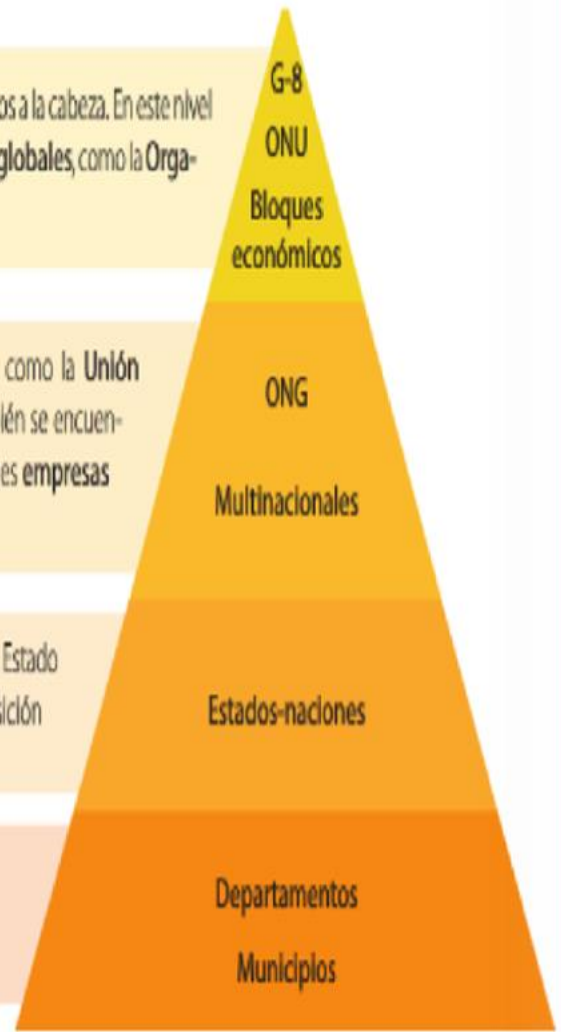 os a la cabeza. En este nivel
globales, como la Orga-
G-8
ONU
Bloques
económicos
como la Unión
ién se encuen-
es empresas
ONG
Multinacionales
Estado
sición
Estados-naciones
Departamentos
Municipios